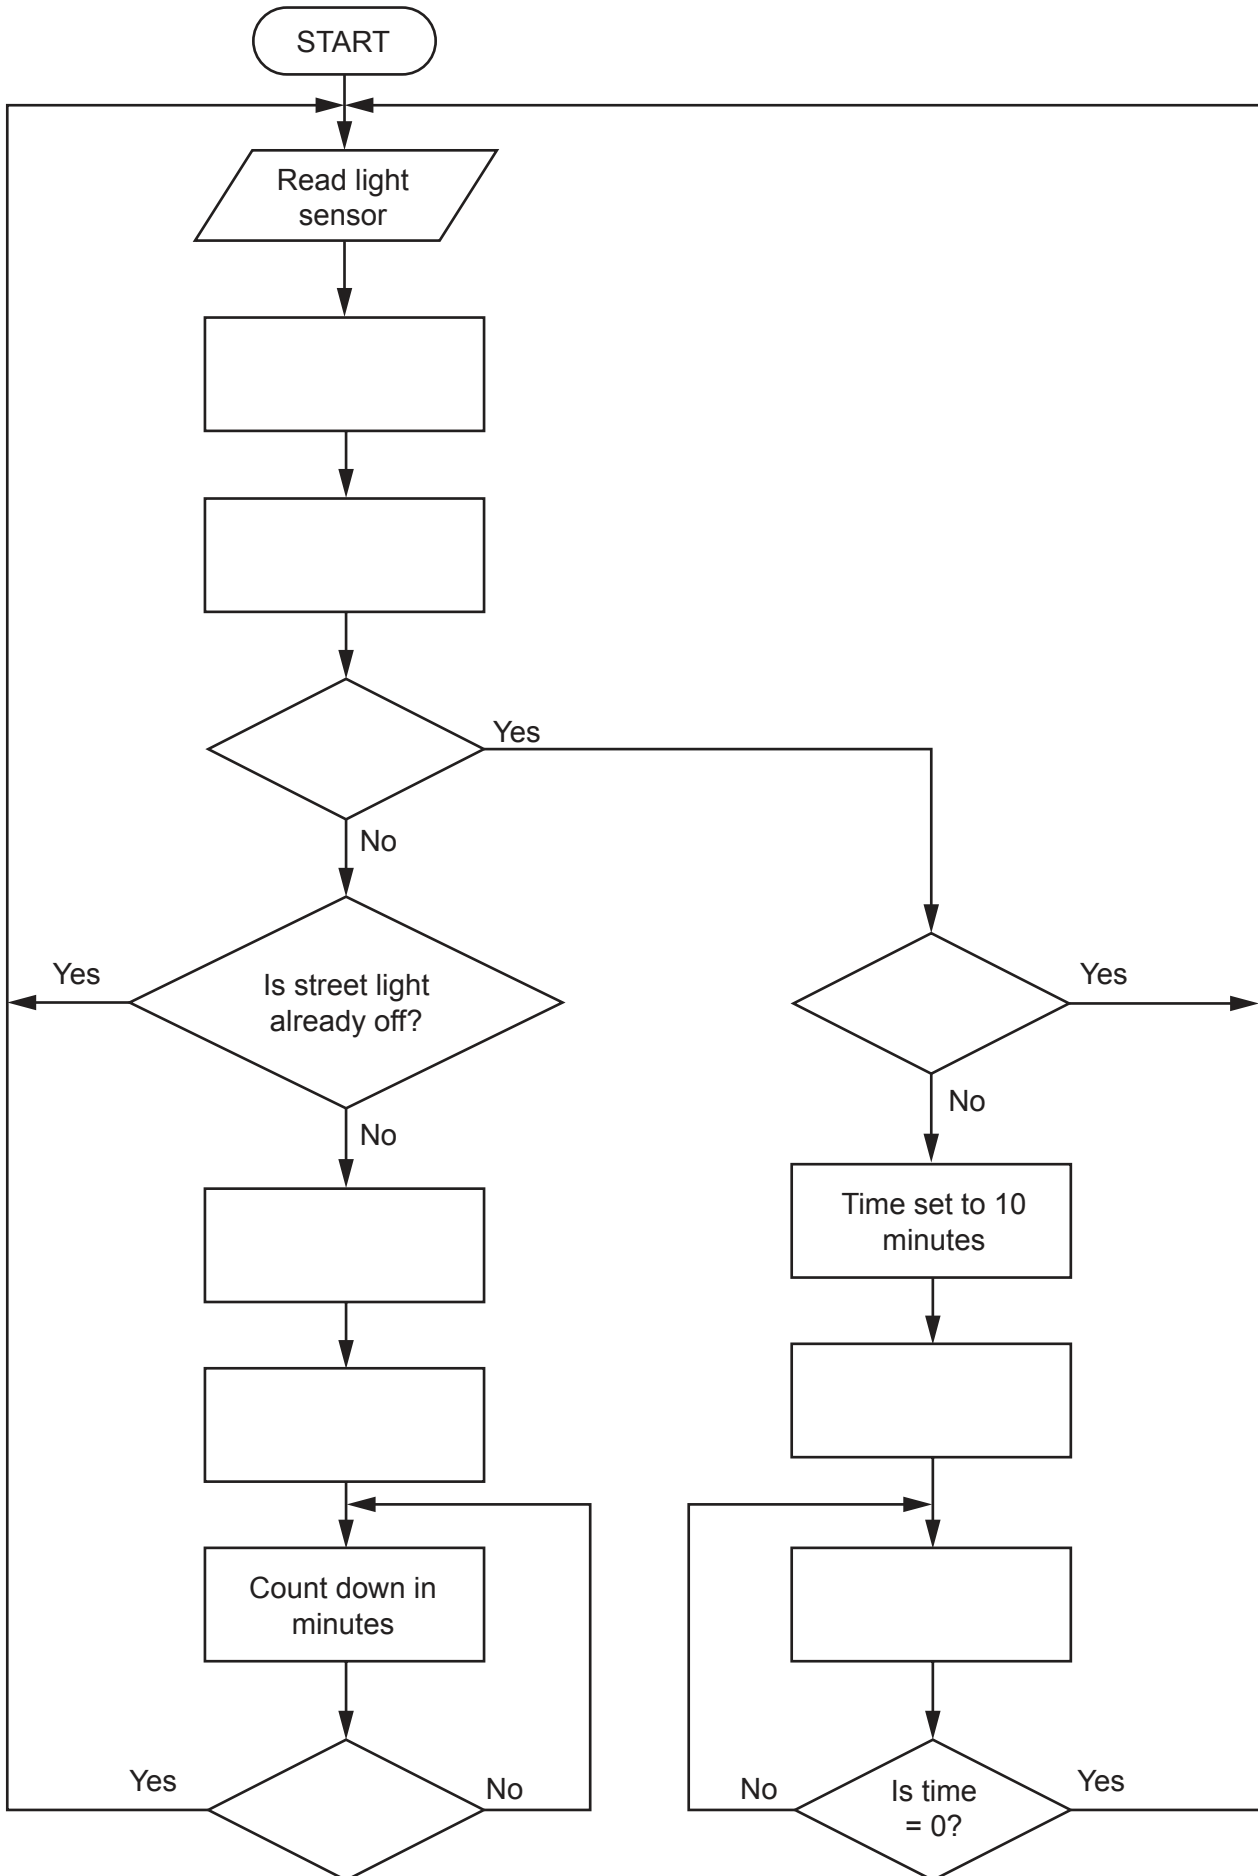 START
Read light
sensor
Yes
No
Yes
Is street light
already off?
Yes
No
No
Time set to 10
minutes
Count down in
minutes
Yes
No
No
Is time
= 0?
Yes